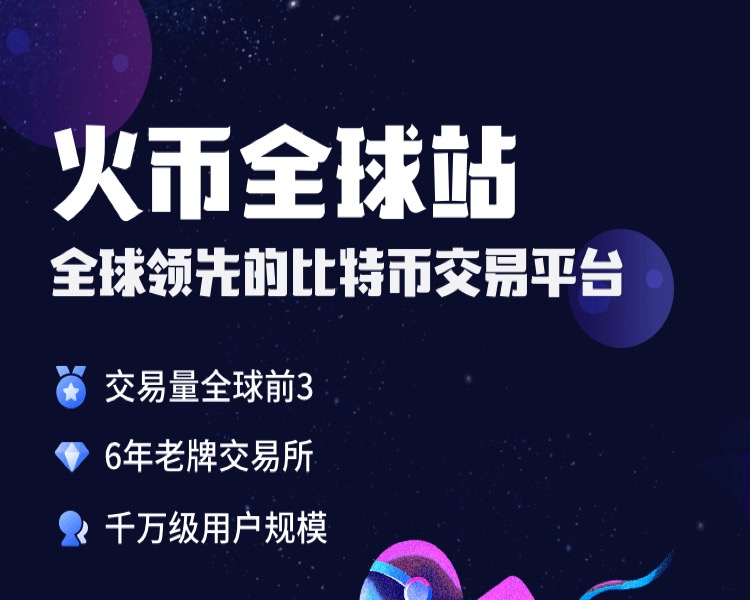 火币全球站
全球领先的比特币交易平台
交易量全球前3
6年老牌交易所
千万级用户规模